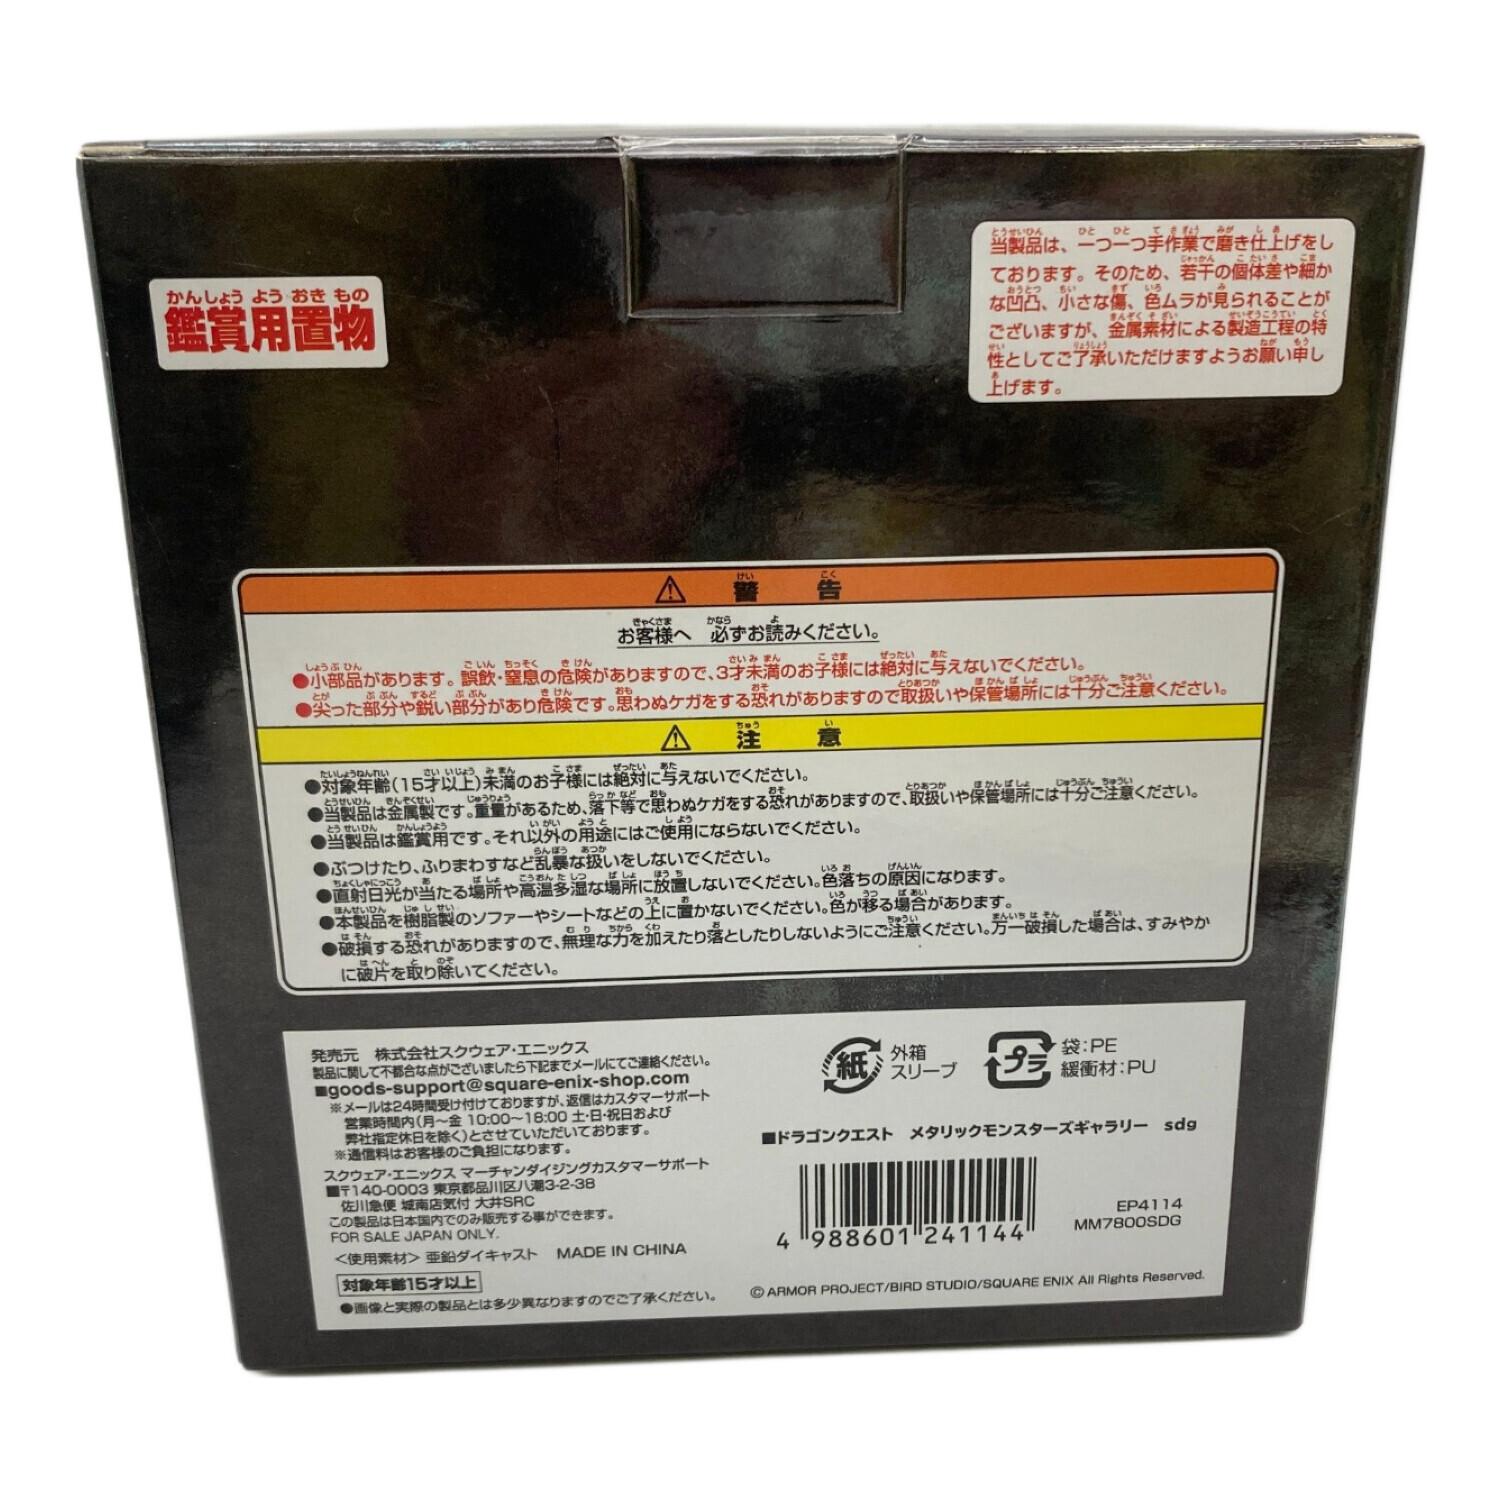 鑑賞用置物
かんしょう よう おき もの
当製品は、一つ一つ手作業で磨き仕上げをし
ております。そのため、若干の個体差や細か
な凹凸、小さな傷、色ムラが見られることが
ございますが、金属素材による製造工程の特
性としてご了承いただけますようお願い申し
上げます。
⚠ 警告
お客様へ 必ずお読みください。
●小部品があります。誤飲・窒息の危険がありますので、3才未満のお子様には絶対に与えないでください。
●尖った部分や鋭い部分があり危険です。思わぬケガをする恐れがありますので取扱いや保管場所には十分ご注意ください。
⚠ 注意
●対象年齢(15才以上)未満のお子様には絶対に与えないでください。
●当製品は金属製です。重量があるため、落下等で思わぬケガをする恐れがありますので、取扱いや保管場所には十分ご注意ください。
●当製品は鑑賞用です。それ以外の用途にはご使用にならないでください。
●ぶつけたり、ふりまわすなど乱暴な扱いをしないでください。
●直射日光が当たる場所や高温多湿な場所に放置しないでください。色落ちの原因になります。
●本製品を樹脂製のソファーやシートなどの上に置かないでください。色が移る場合があります。
●破損する恐れがありますので、無理な力を加えたり落としたりしないようにご注意ください。万一破損した場合は、すみやか
に破片を取り除いてください。
発売元 株式会社スクウェア・エニックス
製品に関して不都合な点がございましたら下記までメールにてご連絡ください。
■goods-support@square-enix-shop.com
※メールは24時間受け付けておりますが、返信はカスタマーサポート
営業時間内(月～金 10:00～18:00 土・日・祝日および
弊社指定休日を除く)とさせていただいております。
※通信料はお客様のご負担になります。
スクウェア・エニックス マーチャンダイジングカスタマーサポート
■〒140-0003 東京都品川区八潮3-2-38
佐川急便 城南店気付 大井SRC
この製品は日本国内でのみ販売する事ができます。
FOR SALE JAPAN ONLY.
＜使用素材＞ 亜鉛ダイキャスト MADE IN CHINA
対象年齢15才以上
●画像と実際の製品とは多少異なりますのでご了承ください。
紙 外箱
スリーブ
プラ 袋:PE
緩衝材:PU
■ドラゴンクエスト メタリックモンスターズギャラリー sdg
4 988601 241144
EP4114
MM7800SDG
© ARMOR PROJECT/BIRD STUDIO/SQUARE ENIX All Rights Reserved.